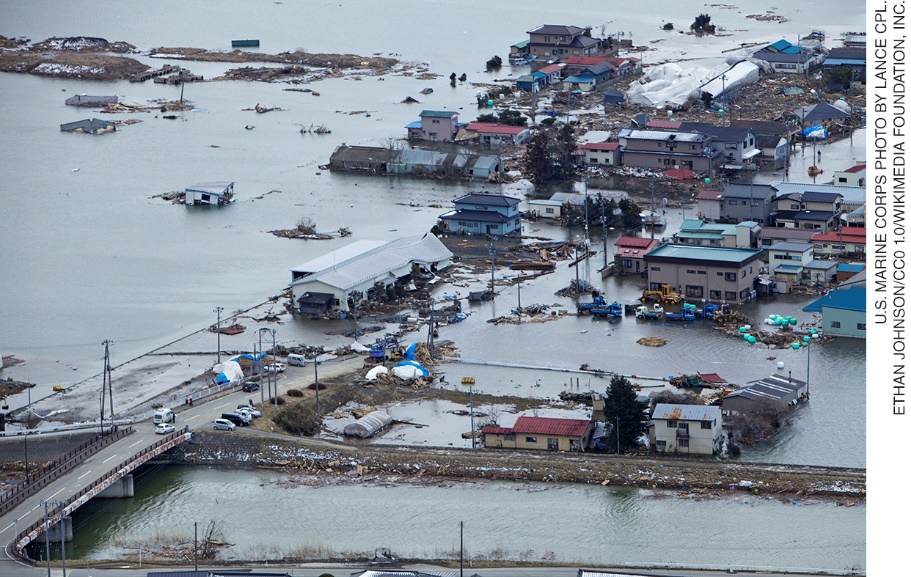 U.S. MARINE CORPS PHOTO BY LANCE CPL.
ETHAN JOHNSON/CC0 1.0/WIKIMEDIA FOUNDATION, INC.